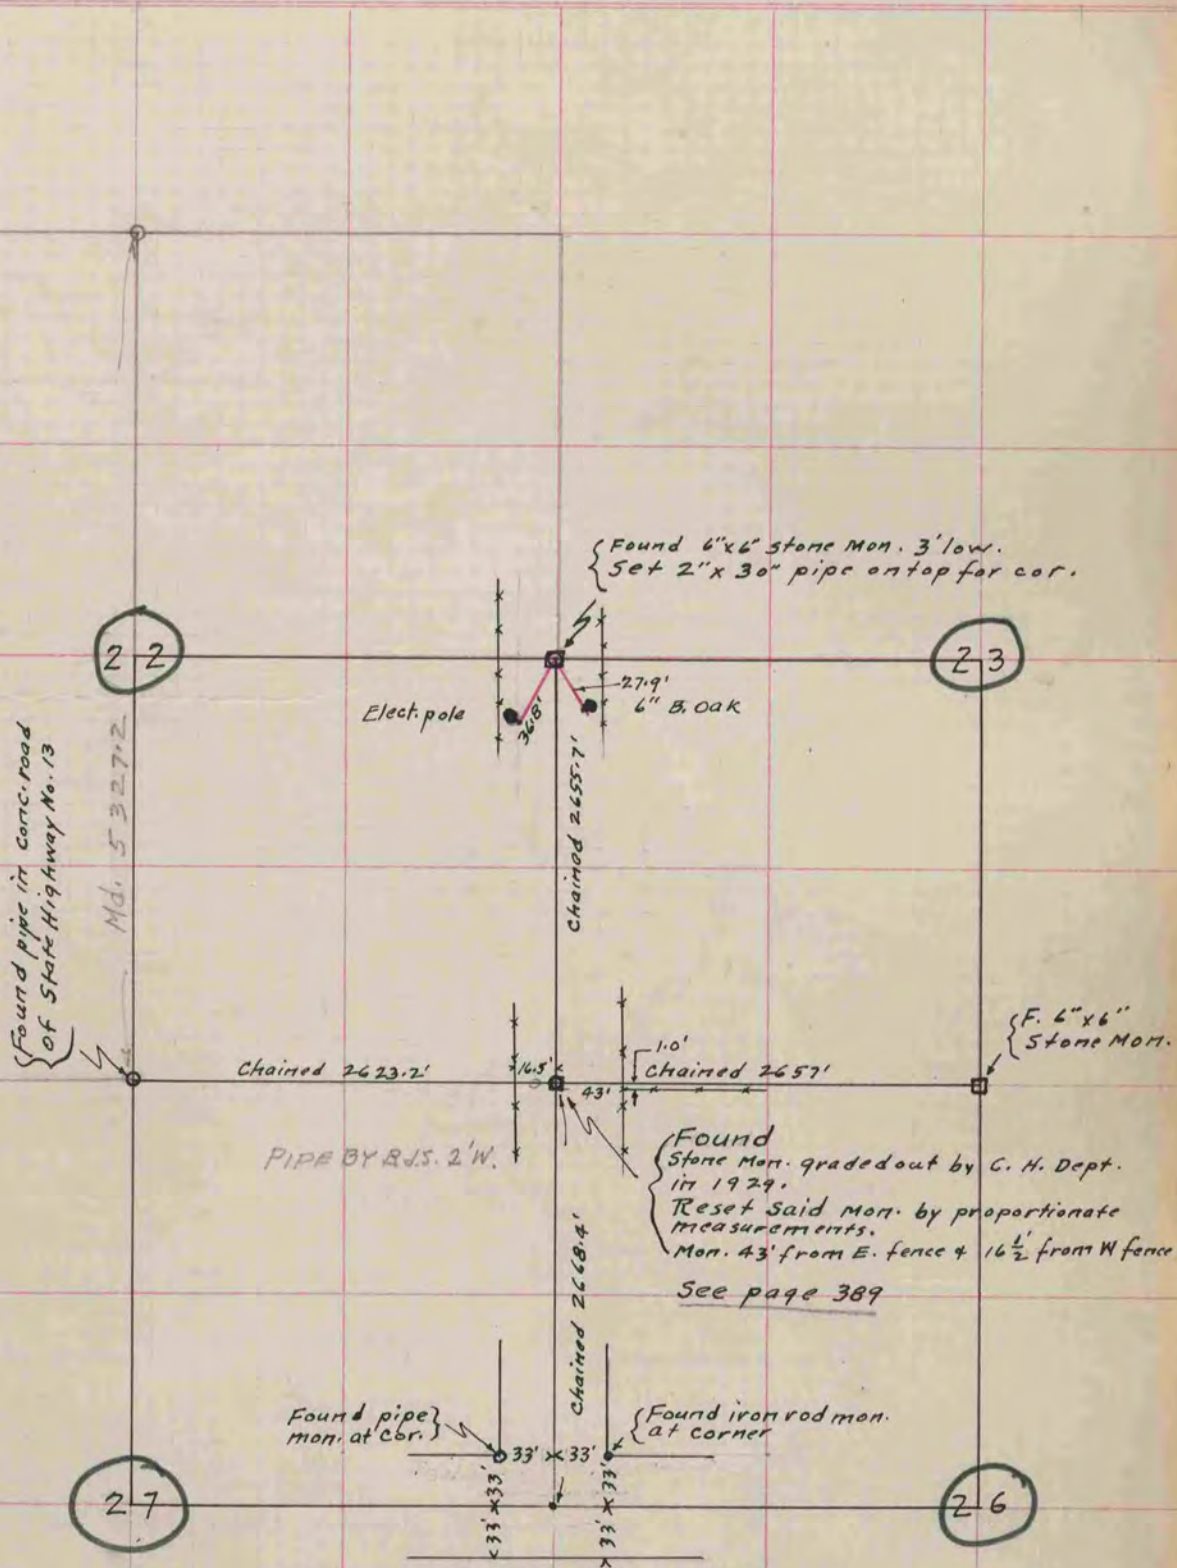 Found 6"x6" stone Mon. 3' low.
Set 2"x 30" pipe on top for cor.
22
23
27.9'
6" B. Oak
Elect. pole
36.8'
Found pipe in conc. road
of State Highway No. 13
Md. 5327.2
Chained 2655.7'
F. 6"x6"
Stone Mon.
Chained 2623.2'
16.5'
1.0'
Chained 2657'
43'
PIPE BY R.J.S. 2'W.
Found
Stone Mon. graded out by C. H. Dept.
in 1929.
Reset Said Mon. by proportionate
measurements.
Mon. 43' from E. fence & 16 1/2' from W fence
See page 389
Chained 2668.4'
Found pipe
mon. at cor.
Found iron rod mon.
at corner
33' x 33'
33' x 33'
33' x 33'
27
26